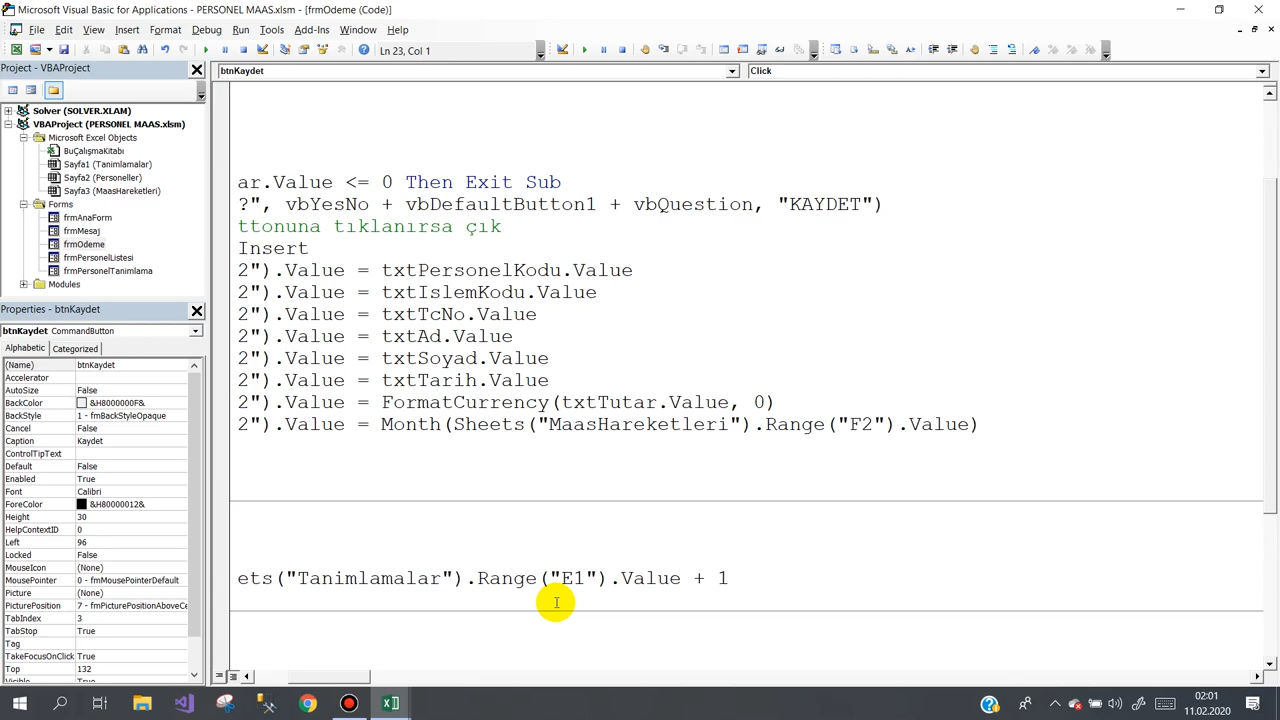 Microsoft Visual Basic for Applications - PERSONEL MAAS.xlsm - [frmOdeme (Code)]
File Edit View Insert Format Debug Run Tools Add-Ins Window Help
Ln 23, Col 1
Project - VBAProject
btnKaydet
Click
Solver (SOLVER.XLAM)
VBAProject (PERSONEL MAAS.xlsm)
Microsoft Excel Objects
BuÇalışmaKitabı
Sayfa1 (Tanimlamalar)
Sayfa2 (Personeller)
Sayfa3 (MaasHareketleri)
Forms
frmAnaForm
frmMesaj
frmOdeme
frmPersonelListesi
frmPersonelTanimlama
Modules
Properties - btnKaydet
btnKaydet CommandButton
Alphabetic Categorized
(Name) btnKaydet
Accelerator
AutoSize False
BackColor &H8000000F&
BackStyle 1 - fmBackStyleOpaque
Cancel False
Caption Kaydet
ControlTipText
Default False
Enabled True
Font Calibri
ForeColor &H80000012&
Height 30
HelpContextID 0
Left 96
Locked False
MouseIcon (None)
MousePointer 0 - fmMousePointerDefault
Picture (None)
PicturePosition 7 - fmPicturePositionAboveCe
TabIndex 3
TabStop True
Tag
TakeFocusOnClick True
Top 132
Visible True
ar.Value <= 0 Then Exit Sub
?", vbYesNo + vbDefaultButton1 + vbQuestion, "KAYDET")
ttonuna tıklanırsa çık
Insert
2").Value = txtPersonelKodu.Value
2").Value = txtIslemKodu.Value
2").Value = txtTcNo.Value
2").Value = txtAd.Value
2").Value = txtSoyad.Value
2").Value = txtTarih.Value
2").Value = FormatCurrency(txtTutar.Value, 0)
2").Value = Month(Sheets("MaasHareketleri").Range("F2").Value)
ets("Tanimlamalar").Range("E1").Value + 1
02:01
11.02.2020